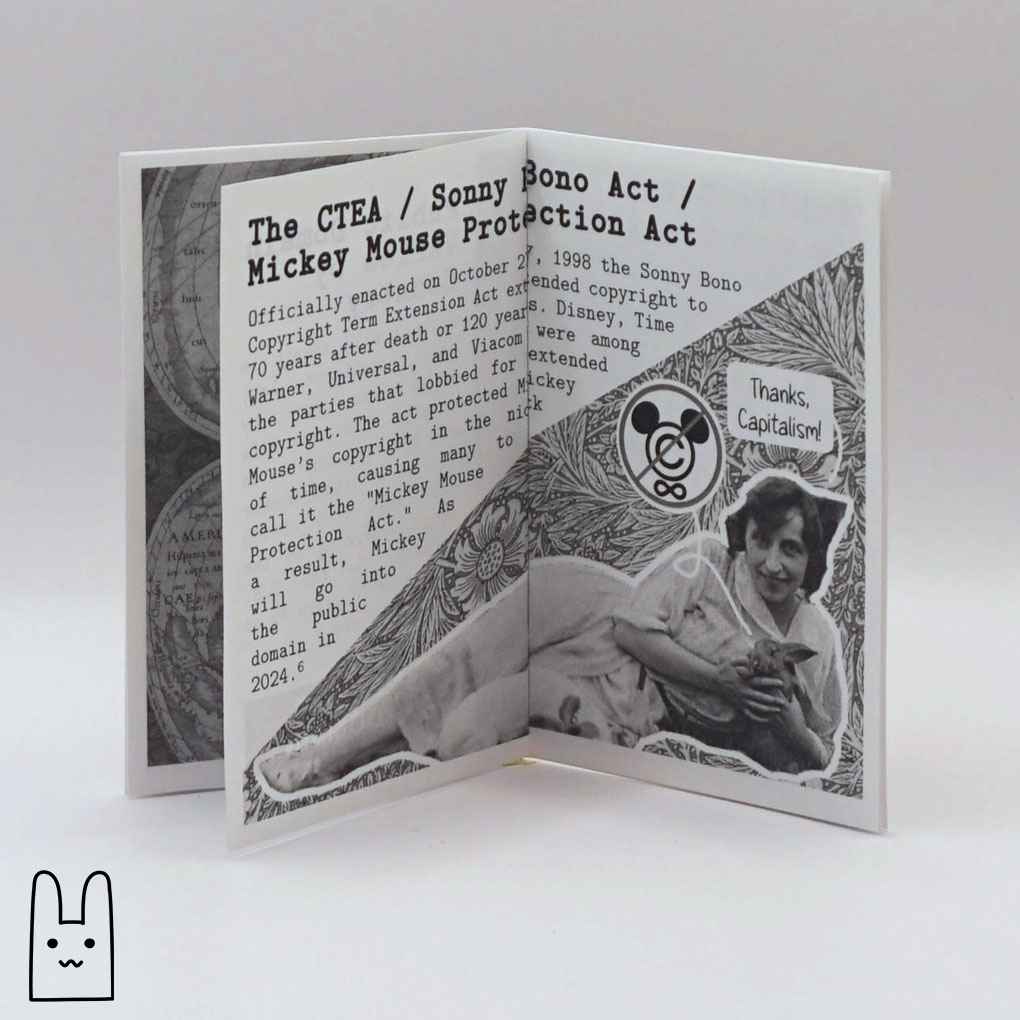 The CTEA / Sonny Bono Act /
Mickey Mouse Protection Act
Officially enacted on October 27, 1998 the Sonny Bono
Copyright Term Extension Act extended copyright to
70 years after death or 120 years. Disney, Time
Warner, Universal, and Viacom were among
the parties that lobbied for extended
copyright. The act protected Mickey
Mouse's copyright in the nick
of time, causing many to
call it the "Mickey Mouse
Protection Act." As
a result, Mickey
will go into
the public
domain in
2024.6
Thanks,
Capitalism!